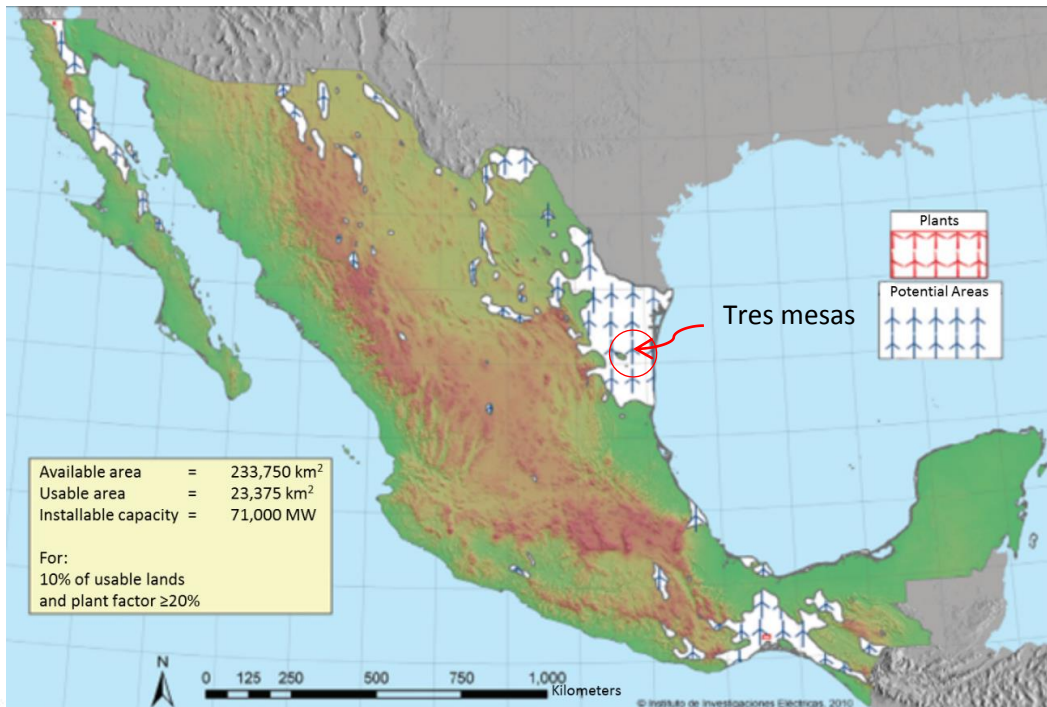 Plants
Potential Areas
Tres mesas
Available area = 233,750 km²
Usable area = 23,375 km²
Installable capacity = 71,000 MW
For:
10% of usable lands
and plant factor ≥20%
N
0 125 250 500 750 1,000
Kilometers
© Instituto de Investigaciones Eléctricas, 2010